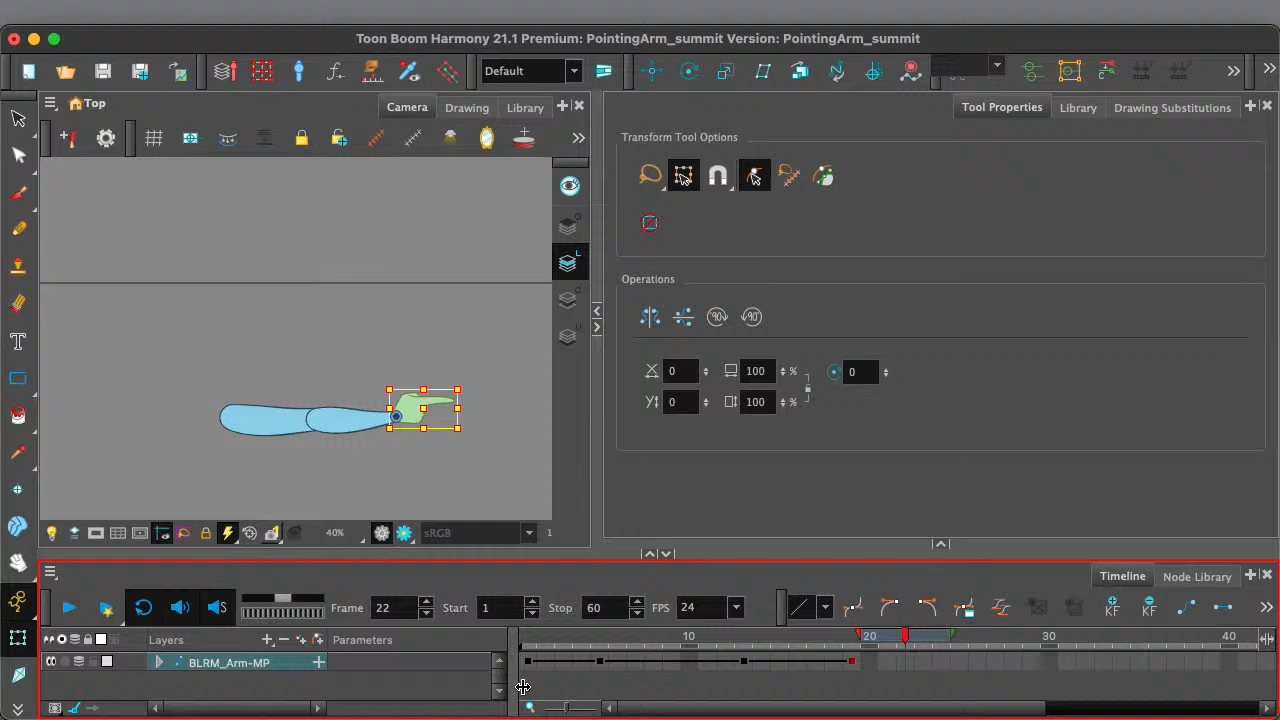 Toon Boom Harmony 21.1 Premium: PointingArm_summit Version: PointingArm_summit
Default
Top
Camera
Drawing
Library
Tool Properties
Library
Drawing Substitutions
Transform Tool Options
Operations
90
90
X 0
100 %
0
Y 0
100 %
40%
sRGB
1
Timeline
Node Library
Frame 22
Start 1
Stop 60
FPS 24
KF
KF
Layers
Parameters
10
20
30
40
BLRM_Arm-MP